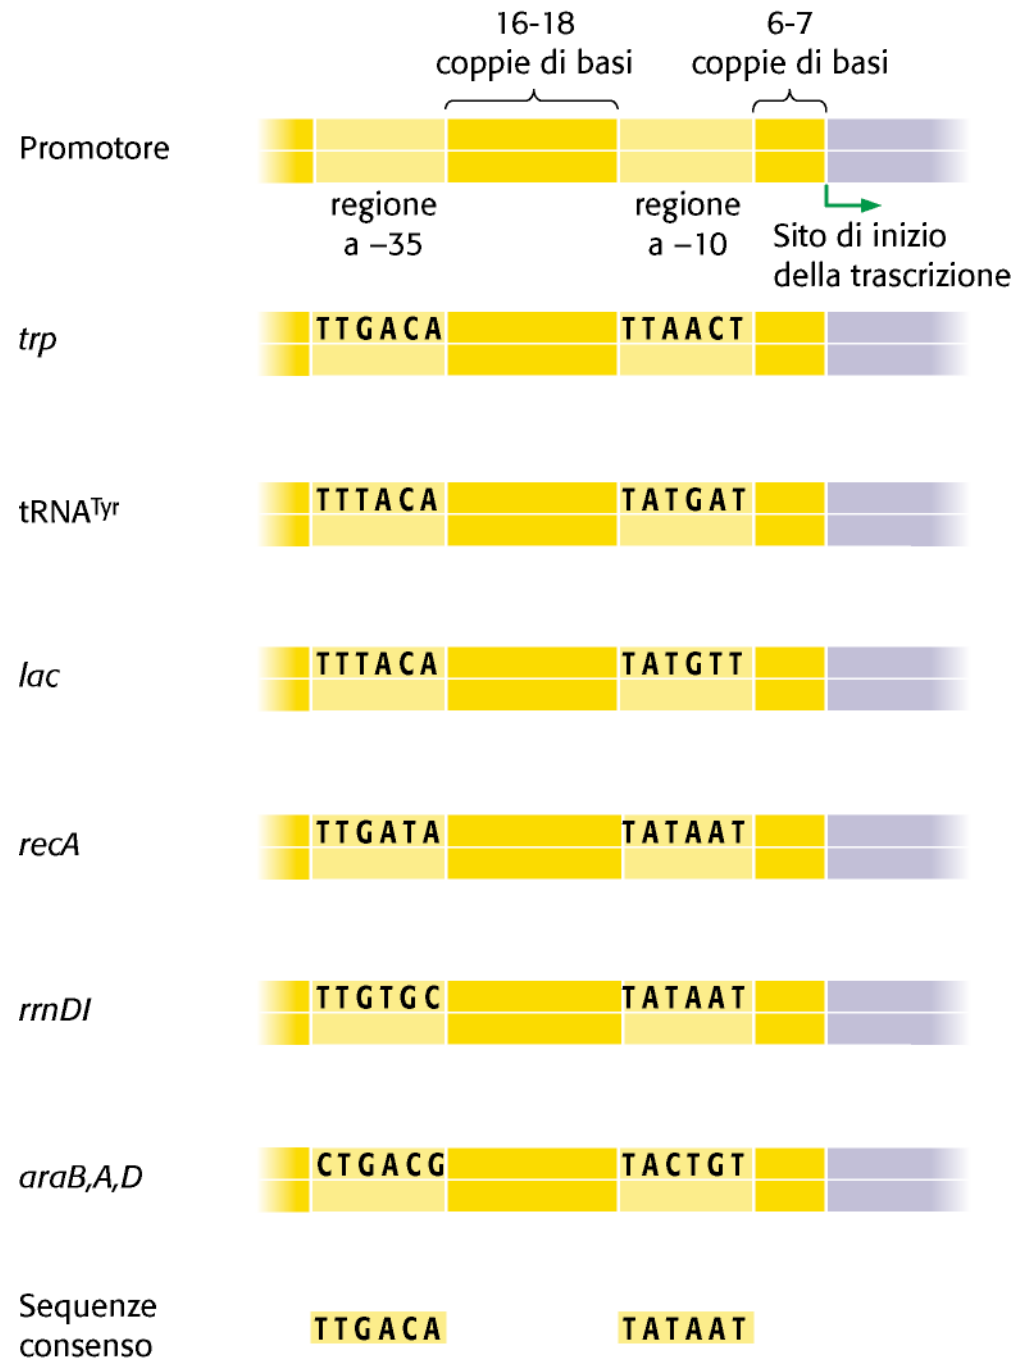 16-18
coppie di basi
6-7
coppie di basi
Promotore
regione
a –35
regione
a –10
Sito di inizio
della trascrizione
trp
TTGACA
TTAACT
tRNATyr
TTTACA
TATGAT
lac
TTTACA
TATGTT
recA
TTGATA
TATAAT
rrnDI
TTGTGC
TATAAT
araB,A,D
CTGACG
TACTGT
Sequenze
consenso
TTGACA
TATAAT